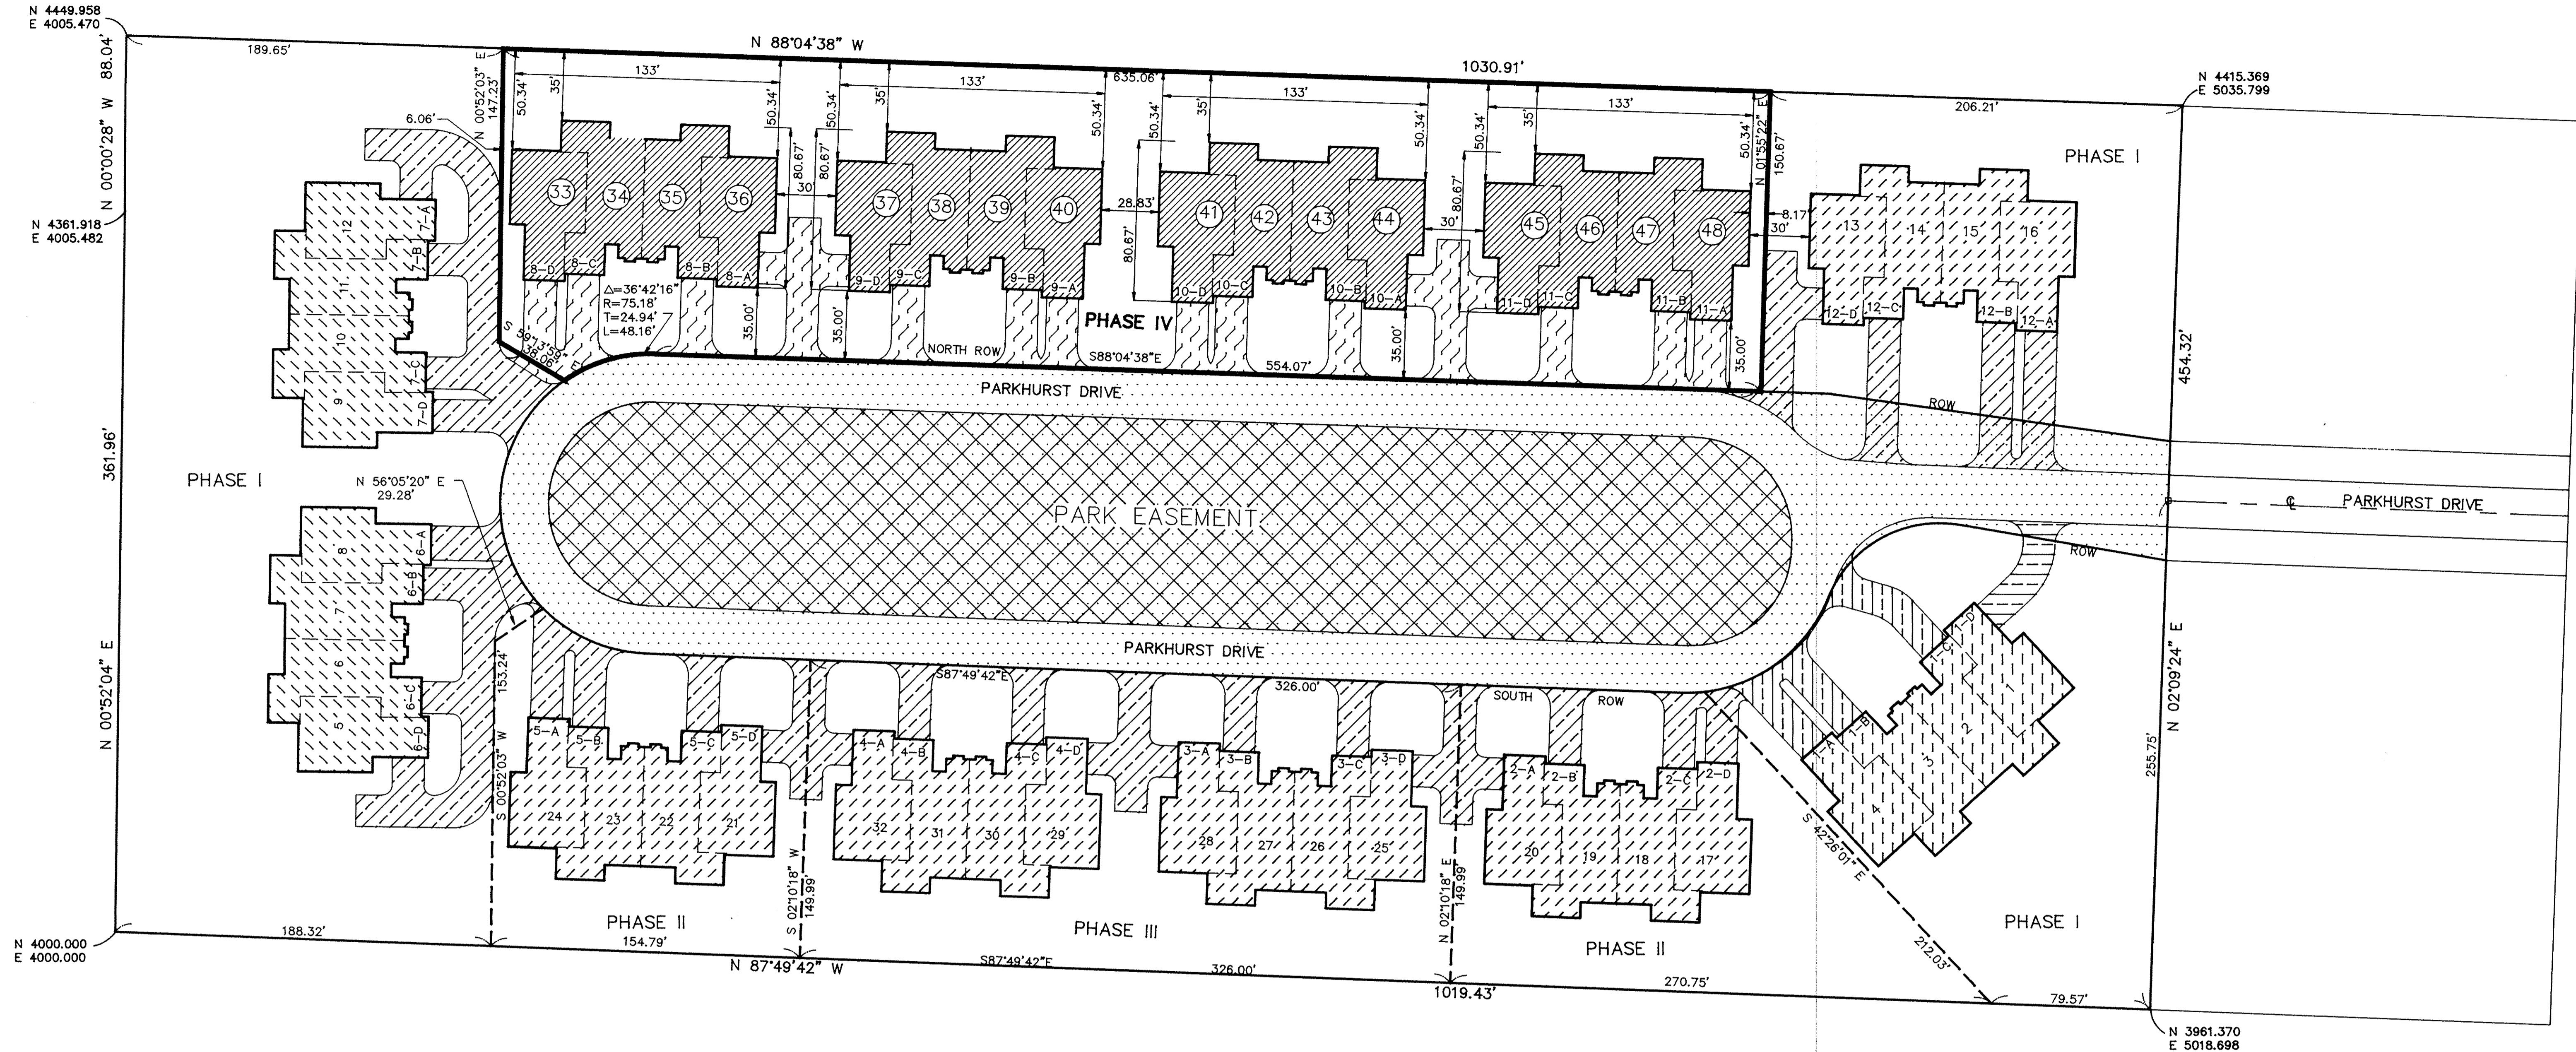 N 4449.958
E 4005.470
189.65'
N 88°04'38" W
1030.91'
635.06'
206.21'
N 4415.369
E 5035.799
N 00°00'28" W 88.04'
N 4361.918
E 4005.482
N 00°52'03" E
147.23'
6.06'
50.34'
35'
133'
50.34'
50.34'
35'
133'
50.34'
50.34'
35'
133'
50.34'
50.34'
35'
133'
50.34'
N 01°55'22" E
150.67'
PHASE I
80.67'
80.67'
80.67'
80.67'
30'
28.83'
30'
8.17'
30'
33
34
35
36
37
38
39
40
41
42
43
44
45
46
47
48
13
14
15
16
8-D
8-C
8-B
8-A
9-D
9-C
9-B
9-A
10-D
10-C
10-B
10-A
11-D
11-C
11-B
11-A
12-D
12-C
12-B
12-A
12
11
10
9
7-A
7-B
7-C
7-D
Δ=36°42'16"
R=75.18'
T=24.94'
L=48.16'
35.00'
35.00'
35.00'
35.00'
PHASE IV
S 59°13'59" E
38.06'
NORTH ROW
S88°04'38"E
554.07'
PARKHURST DRIVE
ROW
454.32'
361.96'
N 00°52'04" E
PHASE I
N 56°05'20" E
29.28'
PARK EASEMENT
℄ PARKHURST DRIVE
ROW
8
7
6
5
6-A
6-B
6-C
6-D
PARKHURST DRIVE
S87°49'42"E
326.00'
SOUTH ROW
153.24'
S 00°52'03" W
5-A
5-B
5-C
5-D
4-A
4-B
4-C
4-D
3-A
3-B
3-C
3-D
2-A
2-B
2-C
2-D
1-A
1-B
1-C
1-D
24
23
22
21
32
31
30
29
28
27
26
25
20
19
18
17
1
2
3
4
N 02°09'24" E
255.75'
S 02°10'18" W
149.99'
N 02°10'18" E
149.99'
S 42°26'01" E
212.03'
PHASE II
PHASE III
PHASE II
PHASE I
N 4000.000
E 4000.000
188.32'
154.79'
N 87°49'42" W
S87°49'42"E
326.00'
1019.43'
270.75'
79.57'
N 3961.370
E 5018.698